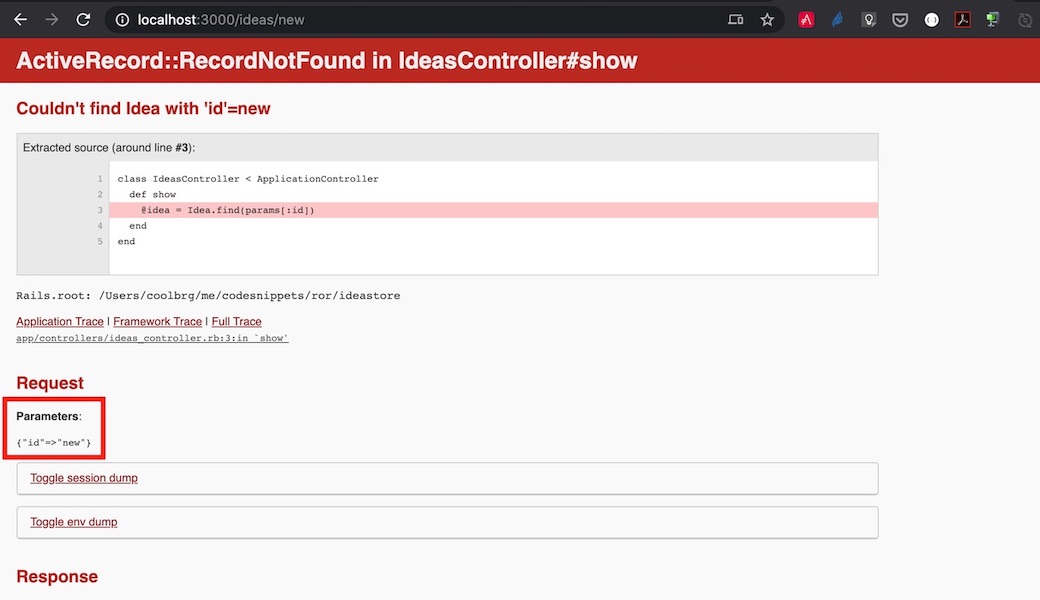 localhost:3000/ideas/new
ActiveRecord::RecordNotFound in IdeasController#show
Couldn't find Idea with 'id'=new
Extracted source (around line #3):
1 class IdeasController < ApplicationController
2 def show
3 @idea = Idea.find(params[:id])
4 end
5 end
Rails.root: /Users/coolbrg/me/codesnippets/ror/ideastore
Application Trace | Framework Trace | Full Trace
app/controllers/ideas_controller.rb:3:in `show'
Request
Parameters:
{"id"=>"new"}
Toggle session dump
Toggle env dump
Response